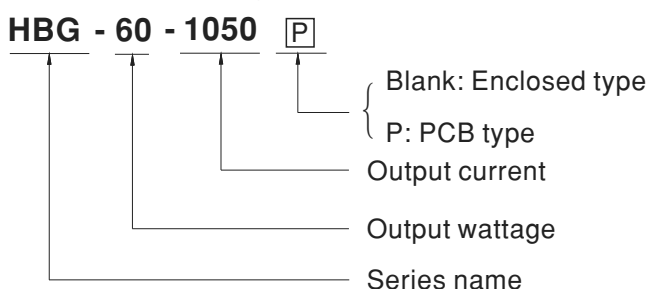 HBG - 60 - 1050 P
Blank: Enclosed type
P: PCB type
Output current
Output wattage
Series name